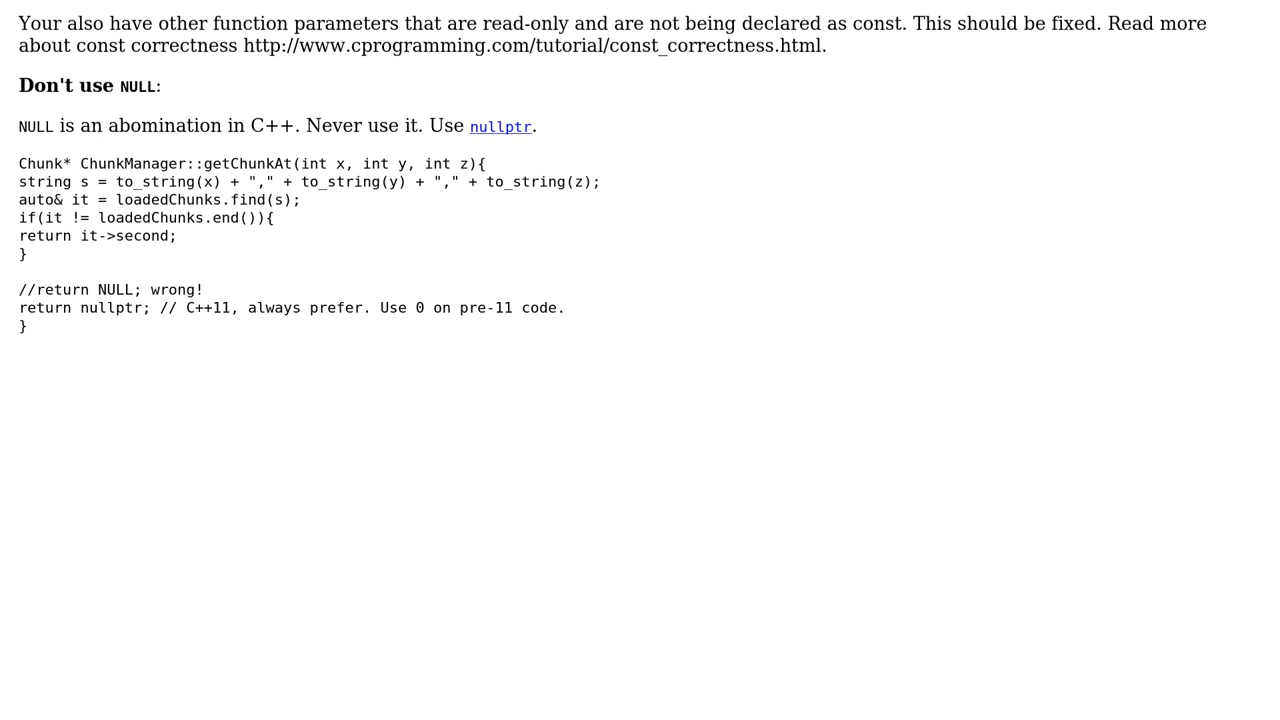 Your also have other function parameters that are read-only and are not being declared as const. This should be fixed. Read more
about const correctness http://www.cprogramming.com/tutorial/const_correctness.html.
Don't use NULL:
NULL is an abomination in C++. Never use it. Use nullptr.
Chunk* ChunkManager::getChunkAt(int x, int y, int z){
string s = to_string(x) + "," + to_string(y) + "," + to_string(z);
auto& it = loadedChunks.find(s);
if(it != loadedChunks.end()){
return it->second;
}
//return NULL; wrong!
return nullptr; // C++11, always prefer. Use 0 on pre-11 code.
}